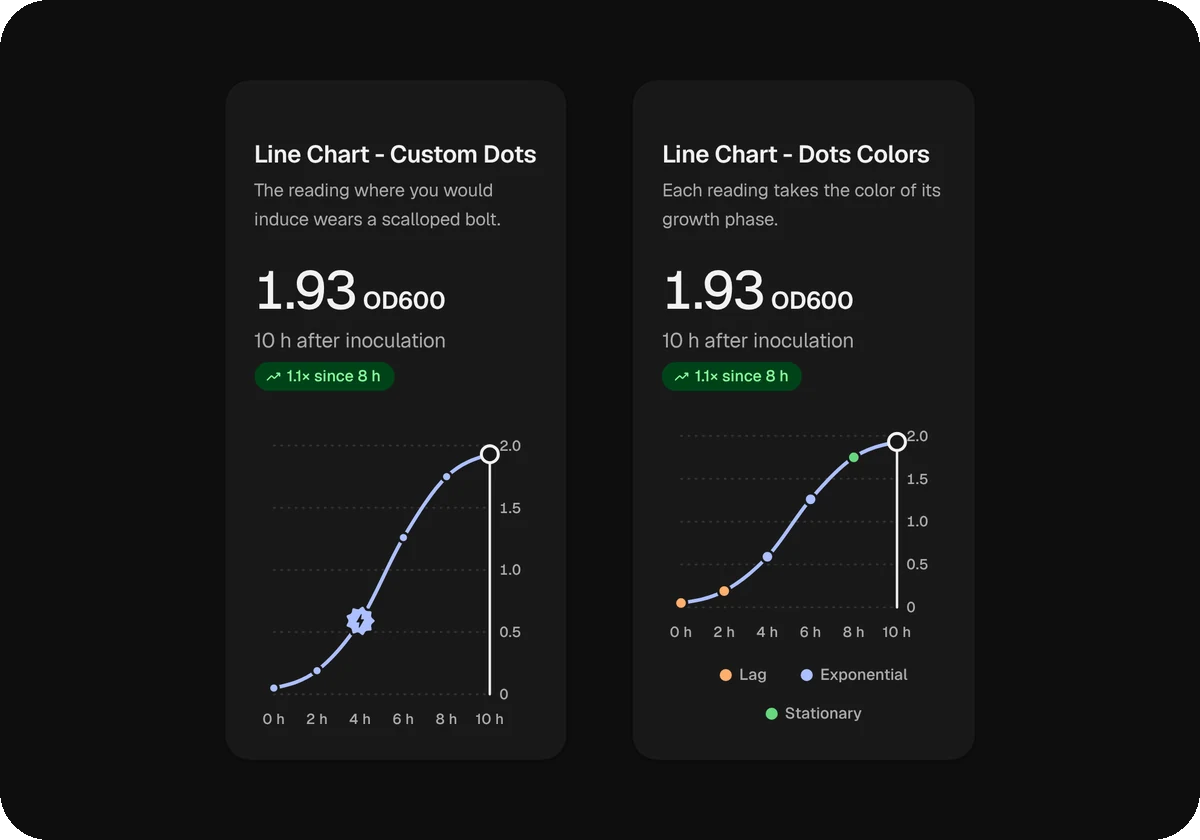 Line Chart - Custom Dots
The reading where you would
induce wears a scalloped bolt.
1.93 OD600
10 h after inoculation
1.1× since 8 h
2.0
1.5
1.0
0.5
0
0 h 2 h 4 h 6 h 8 h 10 h
Line Chart - Dots Colors
Each reading takes the color of its
growth phase.
1.93 OD600
10 h after inoculation
1.1× since 8 h
2.0
1.5
1.0
0.5
0
0 h 2 h 4 h 6 h 8 h 10 h
Lag Exponential
Stationary